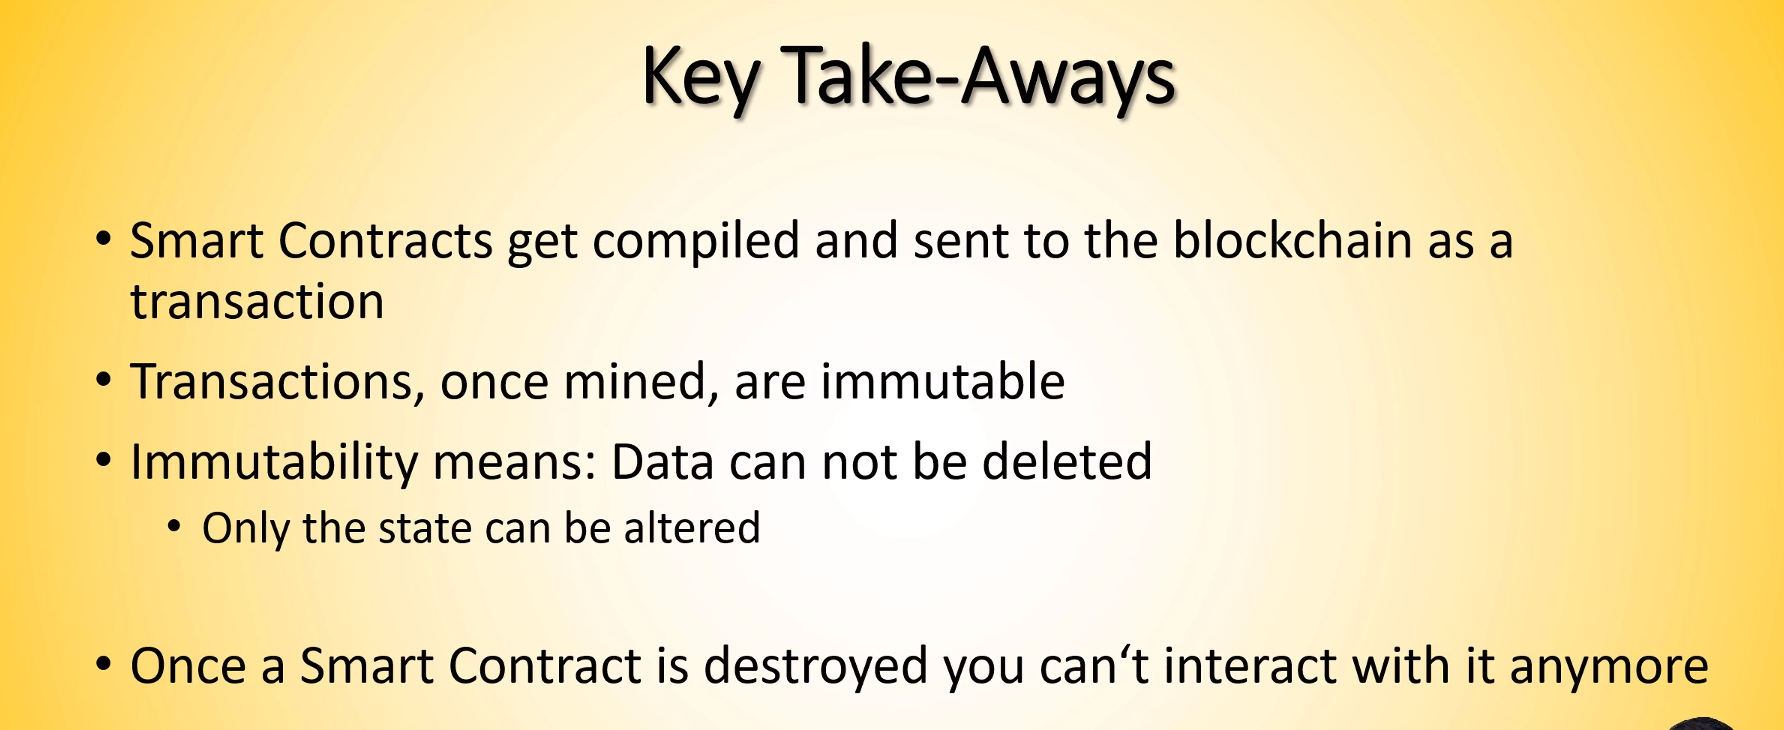 Key Take-Aways
• Smart Contracts get compiled and sent to the blockchain as a
transaction
• Transactions, once mined, are immutable
• Immutability means: Data can not be deleted
• Only the state can be altered
• Once a Smart Contract is destroyed you can‘t interact with it anymore